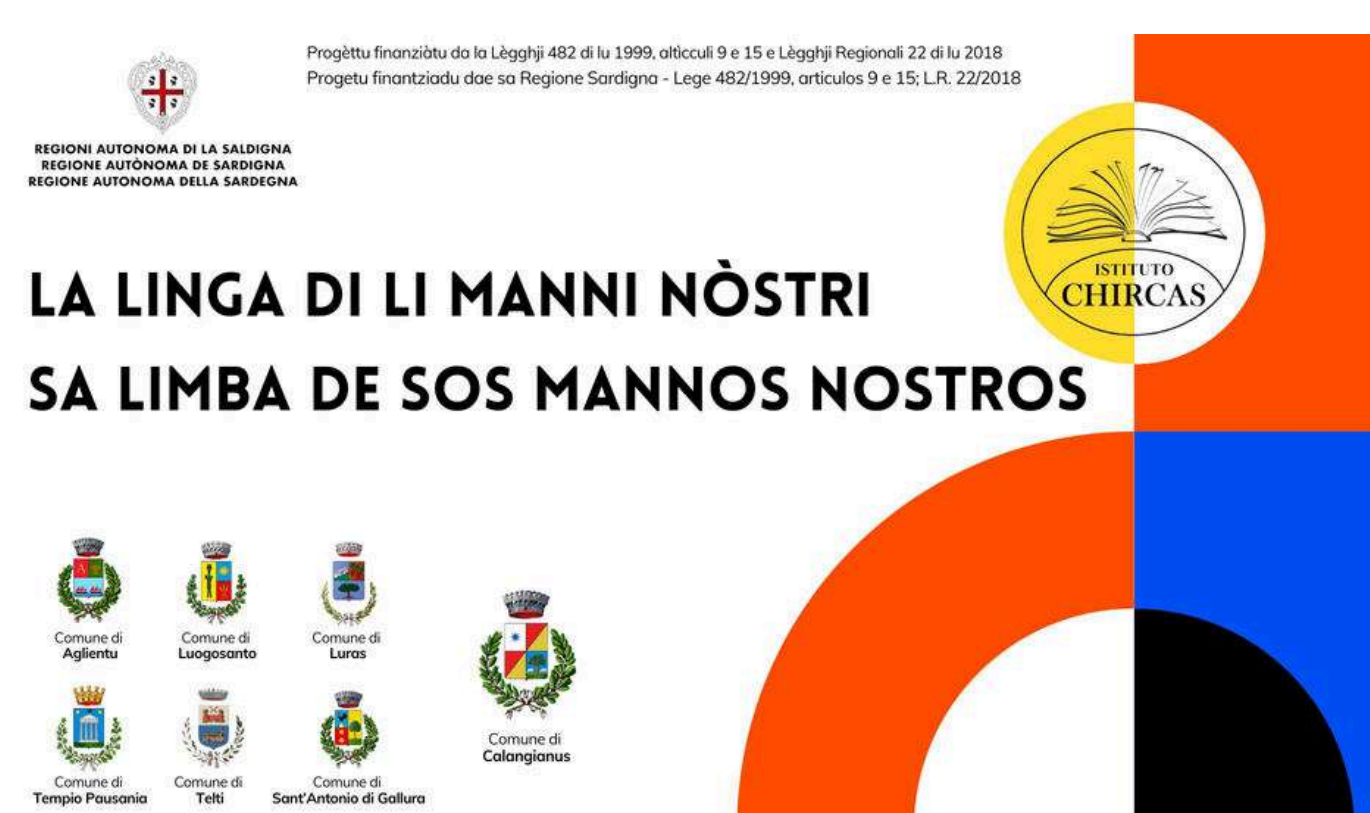 Progèttu finanziàtu da la Lègghji 482 di lu 1999, altìcculi 9 e 15 e Lègghji Regionali 22 di lu 2018
Progetu finantziadu dae sa Regione Sardigna - Lege 482/1999, articulos 9 e 15; L.R. 22/2018
REGIONI AUTONOMA DI LA SALDIGNA
REGIONE AUTÒNOMA DE SARDIGNA
REGIONE AUTONOMA DELLA SARDEGNA
ISTITUTO
CHIRCAS
LA LINGA DI LI MANNI NÒSTRI
SA LIMBA DE SOS MANNOS NOSTROS
Comune di
Aglientu
Comune di
Luogosanto
Comune di
Luras
Comune di
Calangianus
Comune di
Tempio Pausania
Comune di
Telti
Comune di
Sant'Antonio di Gallura